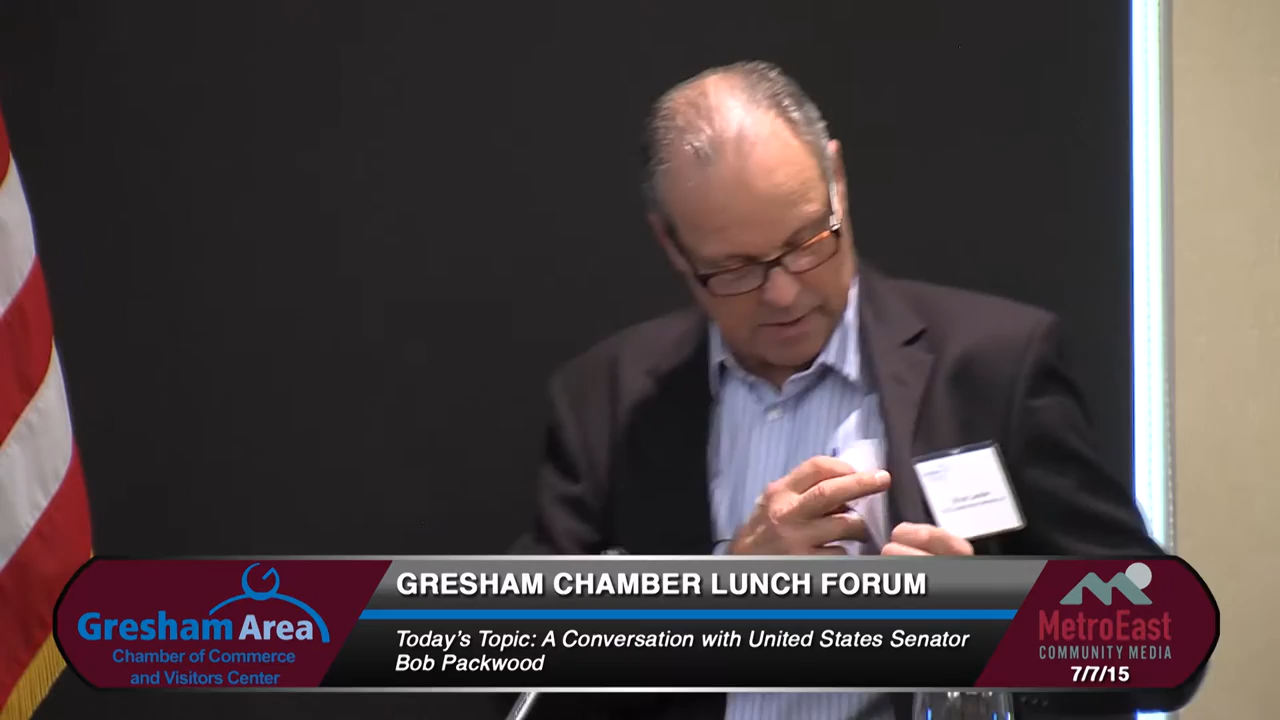 GRESHAM CHAMBER LUNCH FORUM
Today's Topic: A Conversation with United States Senator
Bob Packwood
Gresham Area
Chamber of Commerce
and Visitors Center
MetroEast
COMMUNITY MEDIA
7/7/15